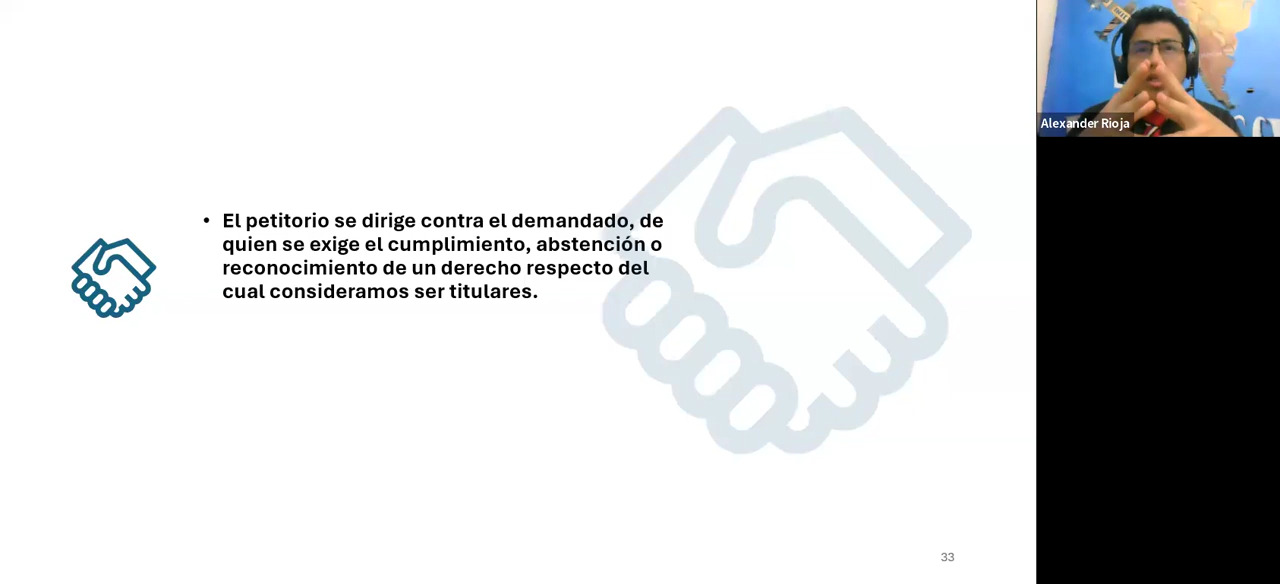 • El petitorio se dirige contra el demandado, de
quien se exige el cumplimiento, abstención o
reconocimiento de un derecho respecto del
cual consideramos ser titulares.
Alexander Rioja
33